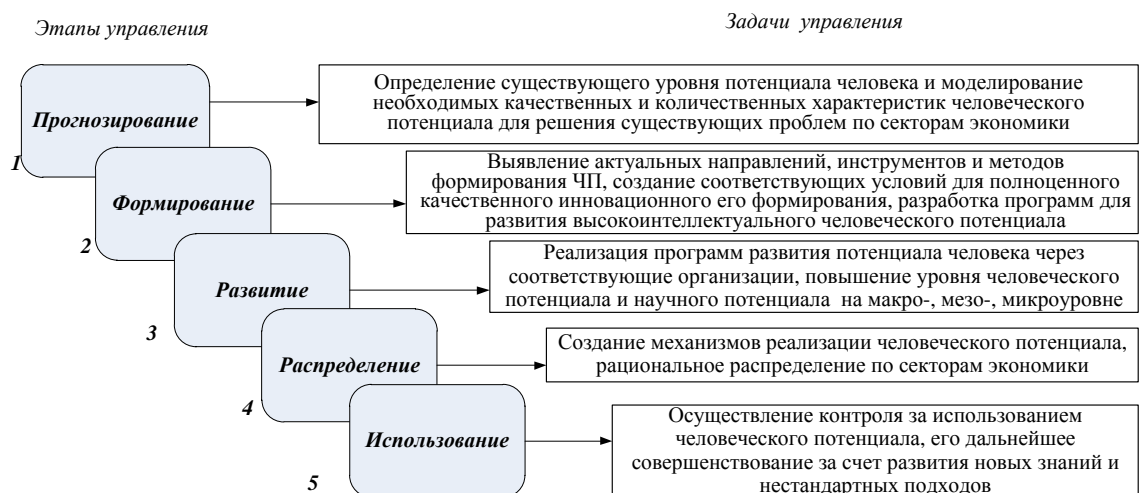 Этапы управления
Задачи управления
Прогнозирование
1
Определение существующего уровня потенциала человека и моделирование
необходимых качественных и количественных характеристик человеческого
потенциала для решения существующих проблем по секторам экономики
Формирование
2
Выявление актуальных направлений, инструментов и методов
формирования ЧП, создание соответствующих условий для полноценного
качественного инновационного его формирования, разработка программ для
развития высокоинтеллектуального человеческого потенциала
Развитие
3
Реализация программ развития потенциала человека через
соответствующие организации, повышение уровня человеческого
потенциала и научного потенциала на макро-, мезо-, микроуровне
Распределение
4
Создание механизмов реализации человеческого потенциала,
рациональное распределение по секторам экономики
Использование
5
Осуществление контроля за использованием
человеческого потенциала, его дальнейшее
совершенствование за счет развития новых знаний и
нестандартных подходов